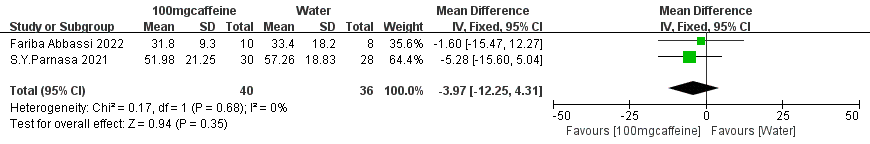 100mgcaffeine Water Mean Difference Mean Difference
Study or Subgroup Mean SD Total Mean SD Total Weight IV, Fixed, 95% CI IV, Fixed, 95% CI
Fariba Abbassi 2022 31.8 9.3 10 33.4 18.2 8 35.6% -1.60 [-15.47, 12.27]
S.Y.Parnasa 2021 51.98 21.25 30 57.26 18.83 28 64.4% -5.28 [-15.60, 5.04]
Total (95% CI) 40 36 100.0% -3.97 [-12.25, 4.31]
Heterogeneity: Chi² = 0.17, df = 1 (P = 0.68); I² = 0%
Test for overall effect: Z = 0.94 (P = 0.35)
-50 -25 0 25 50
Favours [100mgcaffeine] Favours [Water]